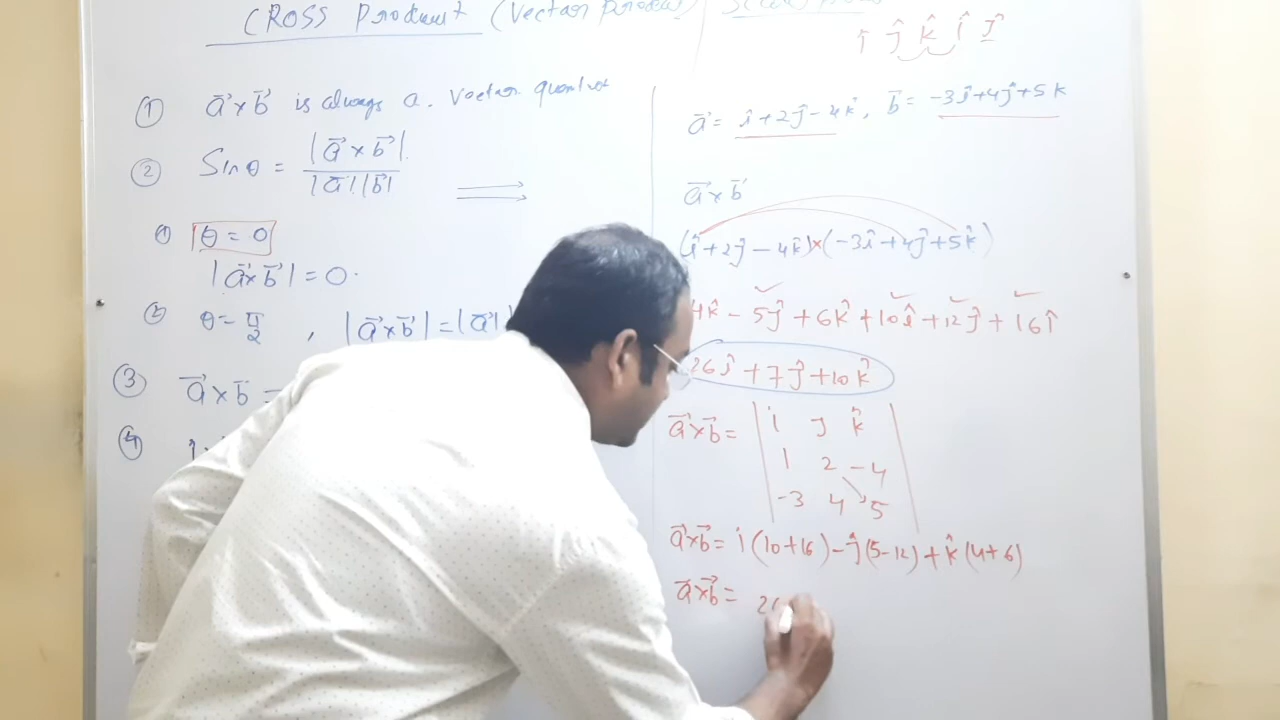 CROSS Product (Vector Product)
î ĵ k̂ î ĵ
① a⃗ × b⃗ is always a. Vector
② Sin θ = |a⃗ × b⃗| / |a⃗| |b⃗|
① θ = 0
|a⃗×b⃗| = 0.
② θ = π/2 , |a⃗×b⃗| = |a⃗|
③ a⃗ × b⃗ =
④
a⃗ = î + 2ĵ - 4k̂, b⃗ = -3î+4ĵ+5k
a⃗×b⃗
(î+2ĵ - 4k̂)×(-3î + 4ĵ+5k̂)
4k̂ - 5ĵ + 6k̂ + 10î + 12ĵ + 16î
26î + 7ĵ + 10k̂
a⃗×b⃗ = | i j k̂
1 2 -4
-3 4 5 |
a⃗×b⃗ = i(10+16) - ĵ(5-12) + k̂(4+6)
a⃗×b⃗ =